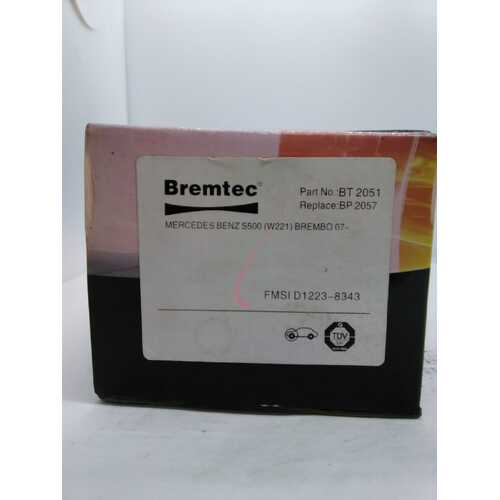 Bremtec®
Part No.:BT 2051
Replace:BP 2057
MERCEDES BENZ S500 (W221) BREMBO 07-
FMSI D1223-8343
TÜV